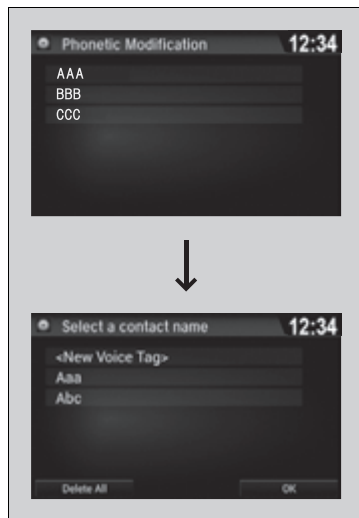 Phonetic Modification 12:34
AAA
BBB
CCC
Select a contact name 12:34
<New Voice Tag>
Aaa
Abc
Delete All OK